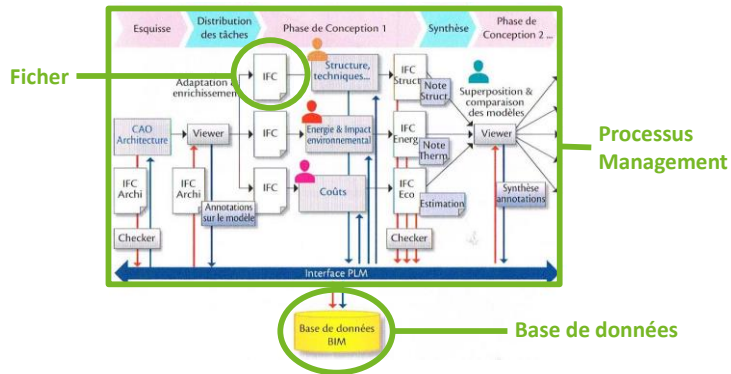 Esquisse
Distribution
des tâches
Phase de Conception 1
Synthèse
Phase de
Conception 2 ...
Ficher
Adaptation &
enrichissement
IFC
Structure,
techniques...
IFC
Struct
Note
Struct.
Superposition &
comparaison
des modèles
CAO
Architecture
Viewer
IFC
Energie & Impact
environnemental
IFC
Energ
Note
Therm.
Viewer
Processus
Management
IFC
Archi
IFC
Archi
Annotations
sur le modèle
IFC
Coûts
IFC
Eco
Estimation
Synthèse
annotations
Checker
Checker
Interface PLM
Base de données
BIM
Base de données